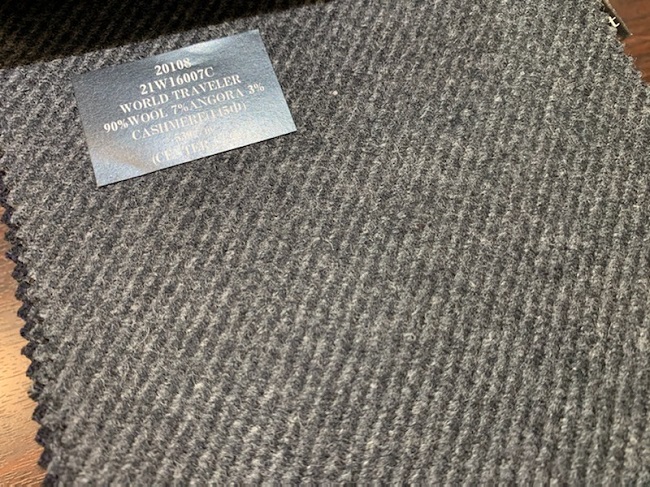 20108
21W16007C
WORLD TRAVELER
90%WOOL 7%ANGORA 3%
CASHMERE(
(CENTER
t